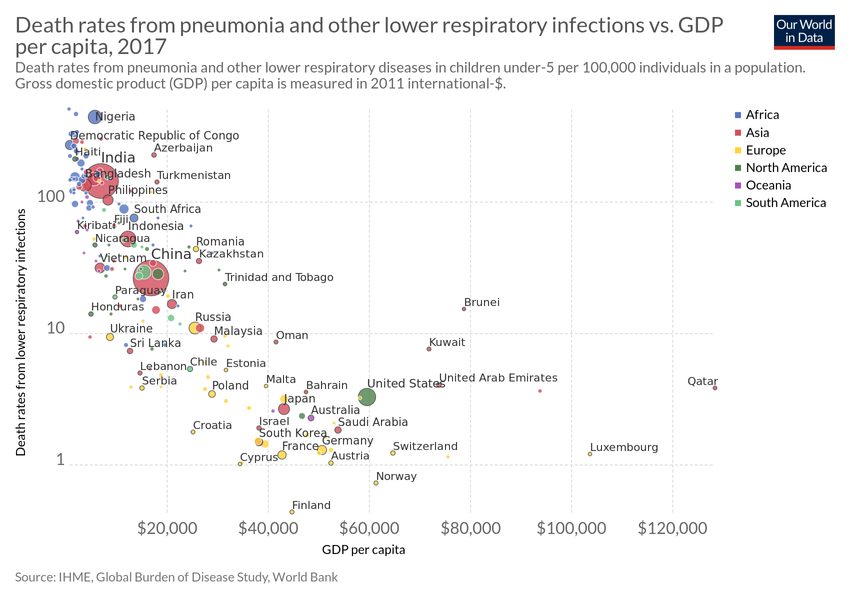 Death rates from pneumonia and other lower respiratory infections vs. GDP
per capita, 2017
Our World
in Data
Death rates from pneumonia and other lower respiratory diseases in children under-5 per 100,000 individuals in a population.
Gross domestic product (GDP) per capita is measured in 2011 international-$.
Africa
Asia
Europe
North America
Oceania
South America
Death rates from lower respiratory infections
100
10
1
Nigeria
Democratic Republic of Congo
Haiti
Azerbaijan
India
Bangladesh
Turkmenistan
Philippines
South Africa
Fiji
Kiribati
Indonesia
Nicaragua
Romania
China
Kazakhstan
Vietnam
Trinidad and Tobago
Paraguay
Iran
Honduras
Brunei
Russia
Ukraine
Malaysia
Oman
Sri Lanka
Kuwait
Lebanon
Chile
Estonia
Serbia
Poland
Malta
Bahrain
United States
United Arab Emirates
Qatar
Japan
Australia
Croatia
Israel
Saudi Arabia
South Korea
France
Germany
Switzerland
Luxembourg
Cyprus
Austria
Norway
Finland
$20,000
$40,000
$60,000
$80,000
$100,000
$120,000
GDP per capita
Source: IHME, Global Burden of Disease Study, World Bank